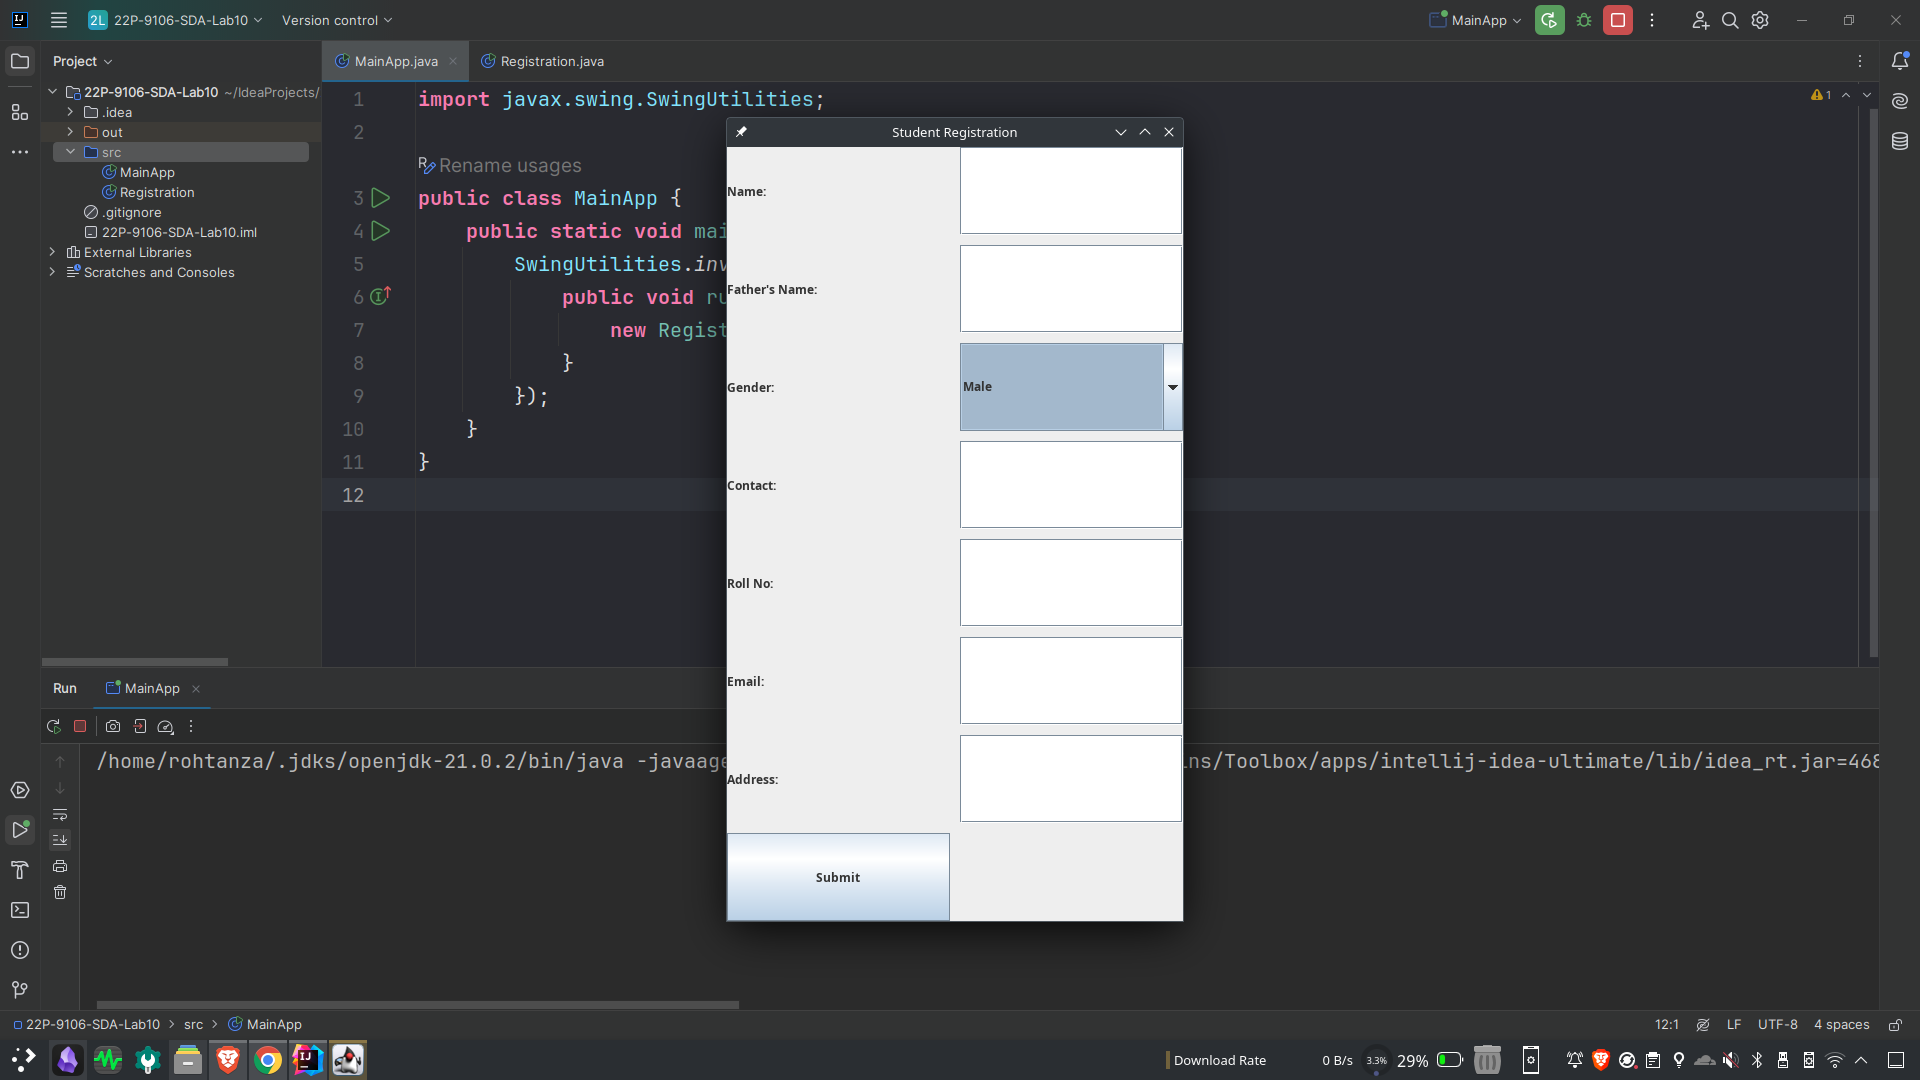 2L 22P-9106-SDA-Lab10 Version control MainApp
Project
MainApp.java Registration.java
22P-9106-SDA-Lab10 ~/IdeaProjects/
.idea
out
src
MainApp
Registration
.gitignore
22P-9106-SDA-Lab10.iml
External Libraries
Scratches and Consoles
1 import javax.swing.SwingUtilities;
2
Rename usages
3 public class MainApp {
4 public static void mai
5 SwingUtilities.inv
6 public void ru
7 new Regist
8 }
9 });
10 }
11 }
12
1
Student Registration
Name:
Father's Name:
Gender:
Male
Contact:
Roll No:
Email:
Address:
Submit
Run MainApp
/home/rohtanza/.jdks/openjdk-21.0.2/bin/java -javaage
ns/Toolbox/apps/intellij-idea-ultimate/lib/idea_rt.jar=468
22P-9106-SDA-Lab10 > src > MainApp
12:1 LF UTF-8 4 spaces
Download Rate 0 B/s 3.3% 29%